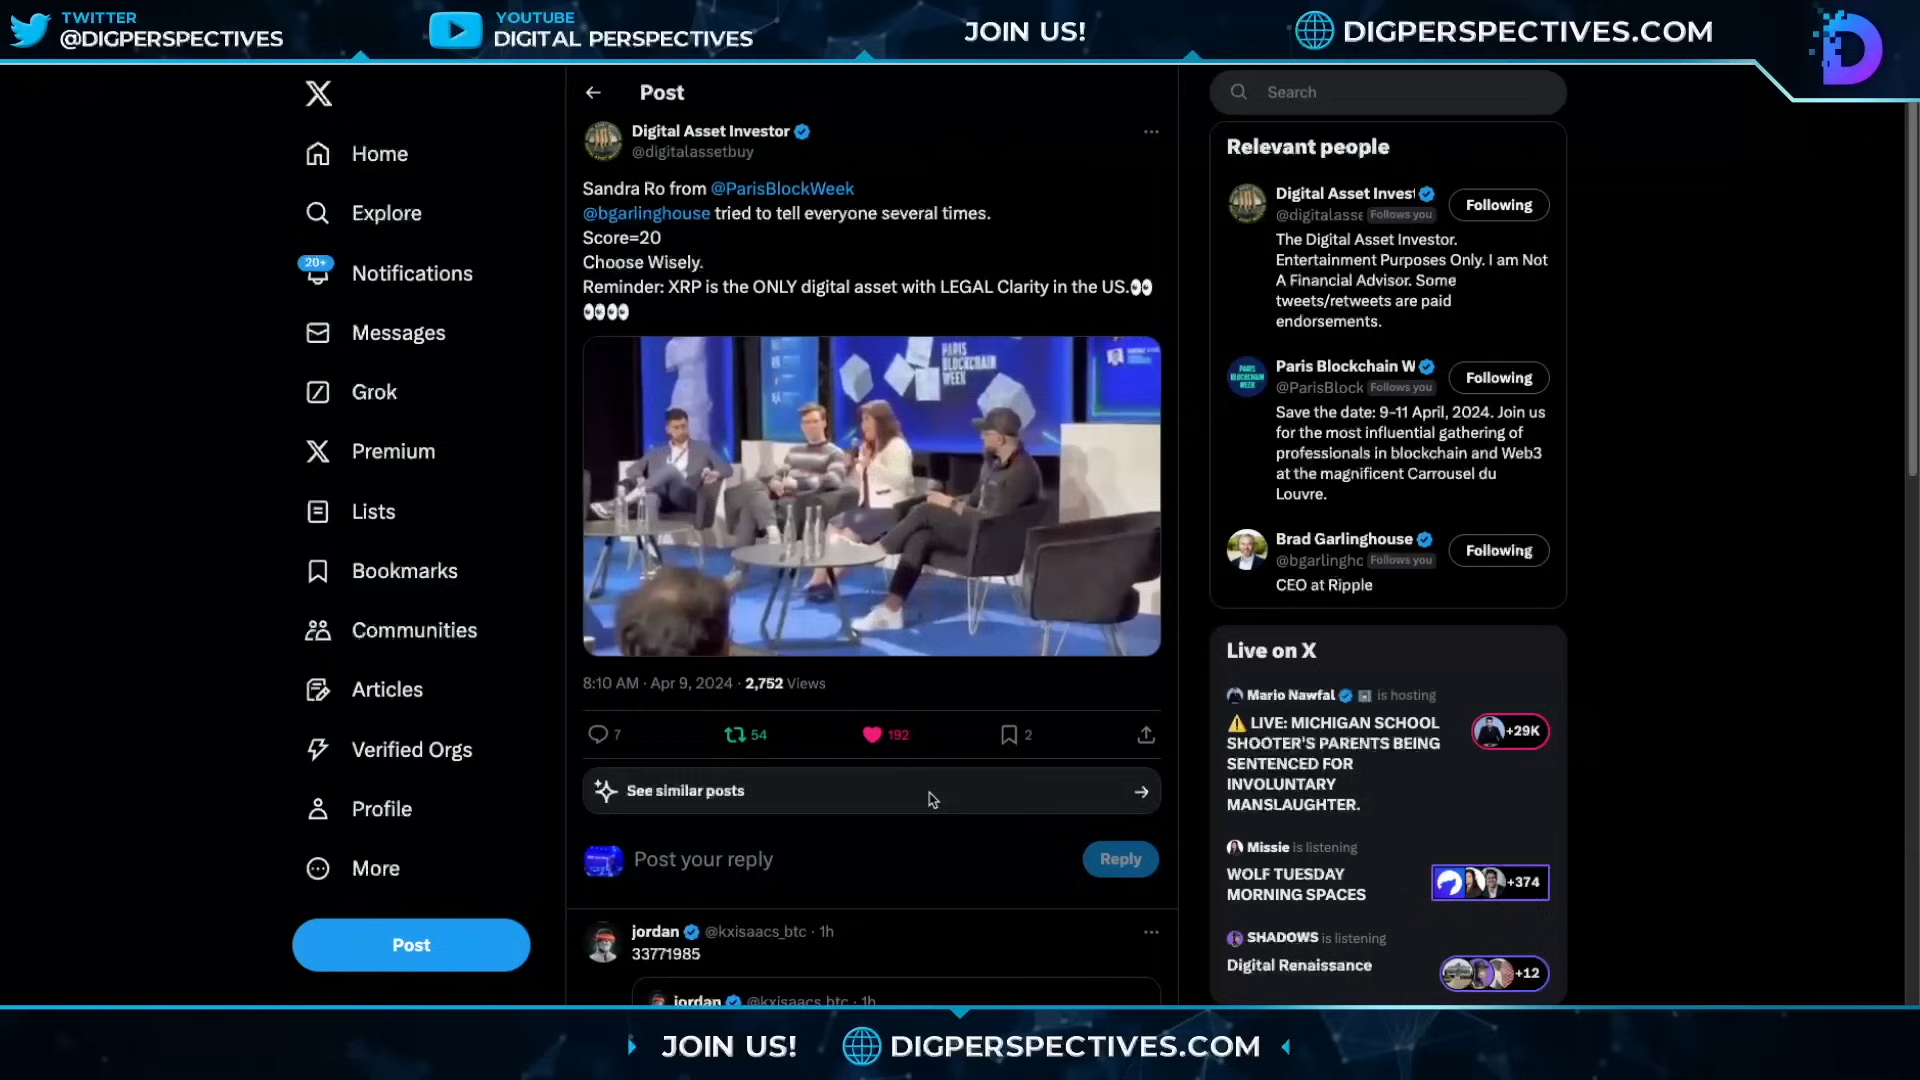 TWITTER
@DIGPERSPECTIVES
YOUTUBE
DIGITAL PERSPECTIVES
JOIN US!
DIGPERSPECTIVES.COM
Home
Explore
20+
Notifications
Messages
Grok
Premium
Lists
Bookmarks
Communities
Articles
Verified Orgs
Profile
More
Post
Post
Digital Asset Investor
@digitalassetbuy
Sandra Ro from @ParisBlockWeek
@bgarlinghouse tried to tell everyone several times.
Score=20
Choose Wisely.
Reminder: XRP is the ONLY digital asset with LEGAL Clarity in the US.👀
👀👀
PARIS
BLOCKCHAIN
WEEK
8:10 AM · Apr 9, 2024 · 2,752 Views
7
54
192
2
See similar posts
Post your reply
Reply
jordan @kxisaacs_btc · 1h
33771985
jordan @kxisaacs_btc · 1h
Search
Relevant people
Digital Asset Invest
@digitalasse Follows you
Following
The Digital Asset Investor.
Entertainment Purposes Only. I am Not
A Financial Advisor. Some
tweets/retweets are paid
endorsements.
Paris Blockchain W
@ParisBlock Follows you
Following
Save the date: 9-11 April, 2024. Join us
for the most influential gathering of
professionals in blockchain and Web3
at the magnificent Carrousel du
Louvre.
Brad Garlinghouse
@bgarlinghc Follows you
Following
CEO at Ripple
Live on X
Mario Nawfal is hosting
⚠️ LIVE: MICHIGAN SCHOOL
SHOOTER'S PARENTS BEING
SENTENCED FOR
INVOLUNTARY
MANSLAUGHTER.
+29K
Missie is listening
WOLF TUESDAY
MORNING SPACES
+374
SHADOWS is listening
Digital Renaissance
+12
JOIN US!
DIGPERSPECTIVES.COM